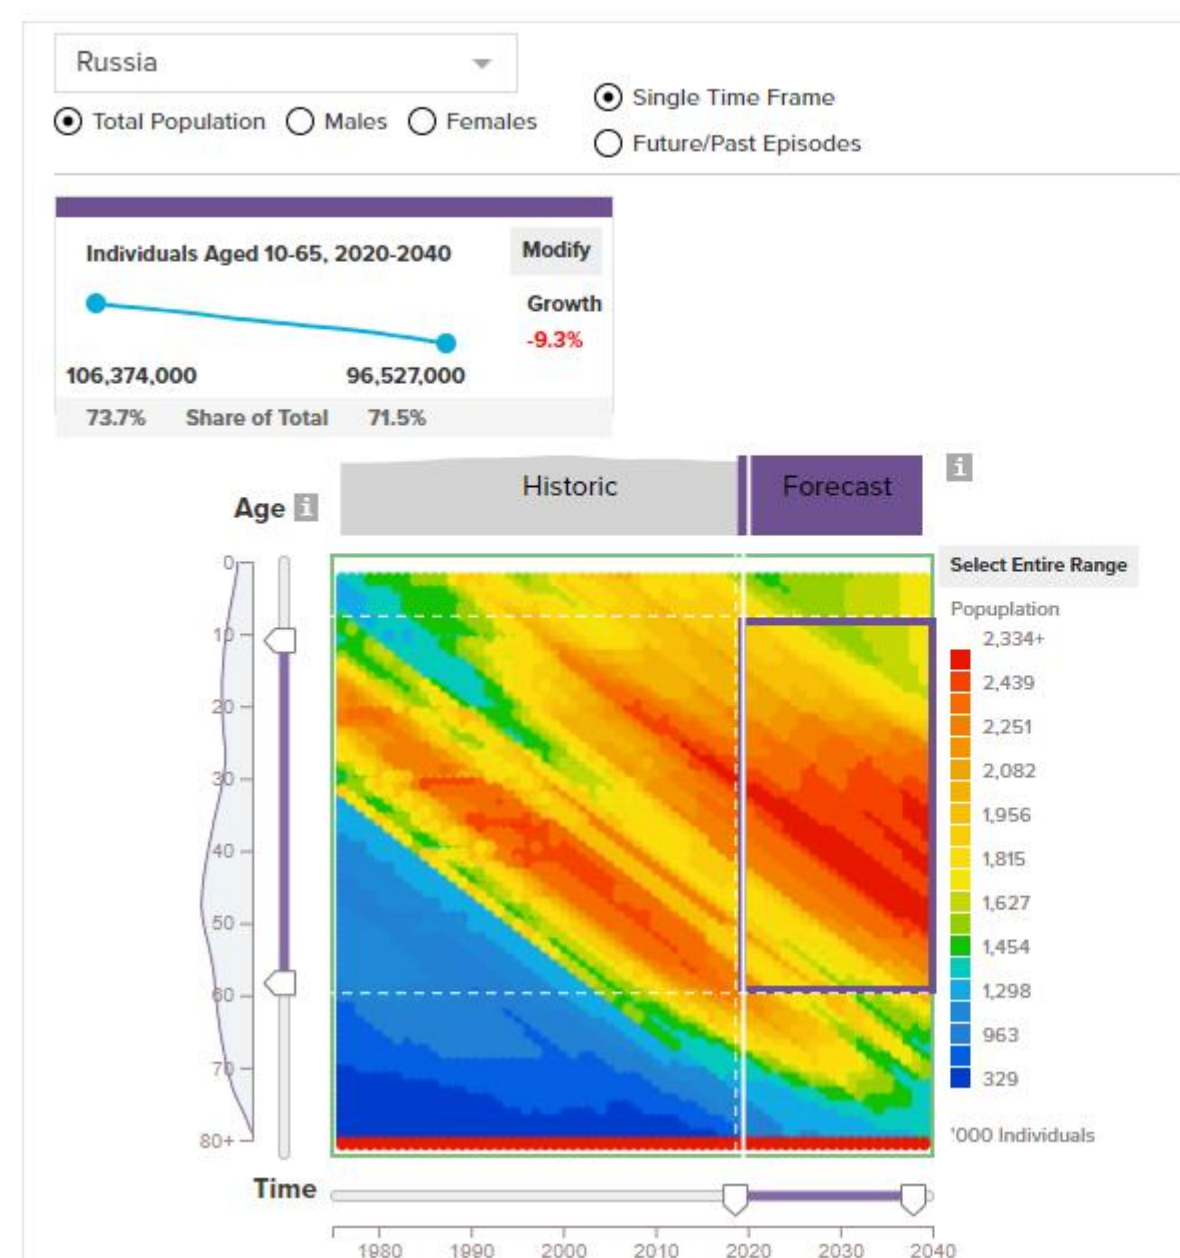 Russia
Total Population Males Females
Single Time Frame
Future/Past Episodes
Individuals Aged 10-65, 2020-2040
Modify
Growth
-9.3%
106,374,000 96,527,000
73.7% Share of Total 71.5%
Historic Forecast
i
Age i
0
10
20
30
40
50
60
70
80+
Select Entire Range
Popuplation
2,334+
2,439
2,251
2,082
1,956
1,815
1,627
1,454
1,298
963
329
'000 Individuals
Time
1980 1990 2000 2010 2020 2030 2040